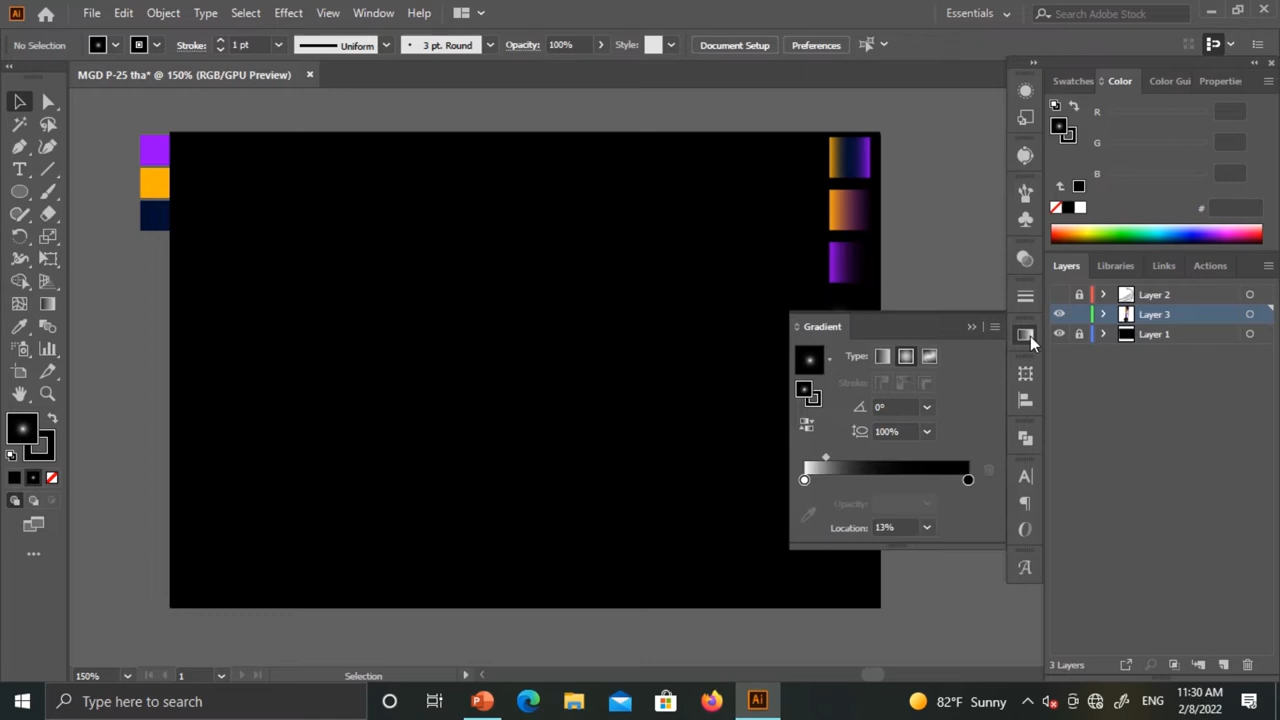 Ai File Edit Object Type Select Effect View Window Help Essentials Search Adobe Stock
No Selection Stroke: 1 pt Uniform 3 pt. Round Opacity: 100% Style: Document Setup Preferences
MGD P-25 tha* @ 150% (RGB/GPU Preview)
Swatches Color Color Gui Propertie
R
G
B
#
Layers Libraries Links Actions
Layer 2
Layer 3
Layer 1
Gradient
Type:
Stroke:
0°
100%
Opacity:
Location: 13%
3 Layers
150% 1 Selection
Type here to search Ai 82°F Sunny ENG 11:30 AM
2/8/2022